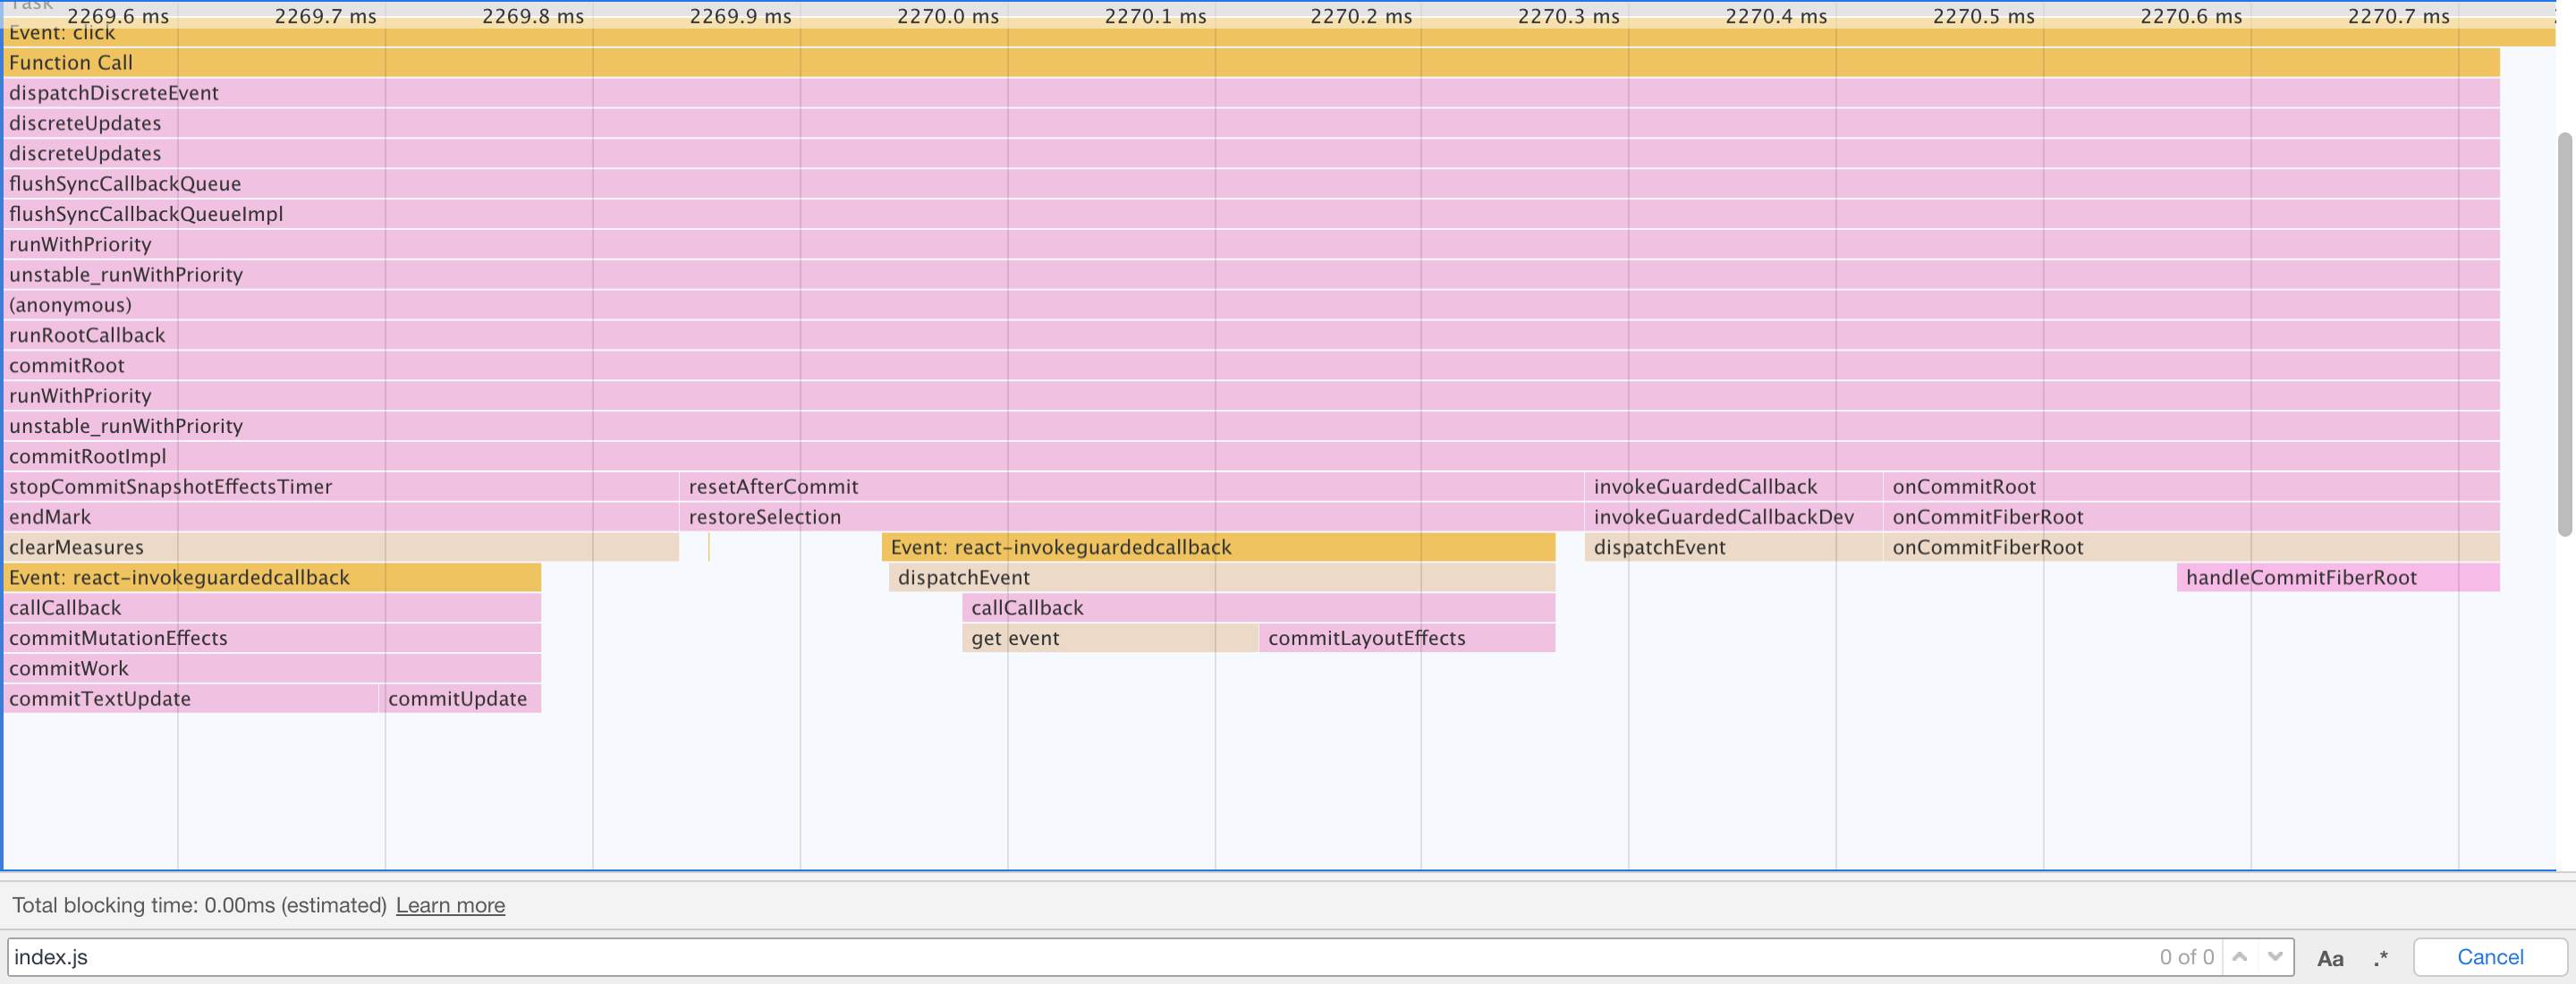 Task
2269.6 ms 2269.7 ms 2269.8 ms 2269.9 ms 2270.0 ms 2270.1 ms 2270.2 ms 2270.3 ms 2270.4 ms 2270.5 ms 2270.6 ms 2270.7 ms
Event: click
Function Call
dispatchDiscreteEvent
discreteUpdates
discreteUpdates
flushSyncCallbackQueue
flushSyncCallbackQueueImpl
runWithPriority
unstable_runWithPriority
(anonymous)
runRootCallback
commitRoot
runWithPriority
unstable_runWithPriority
commitRootImpl
stopCommitSnapshotEffectsTimer resetAfterCommit invokeGuardedCallback onCommitRoot
endMark restoreSelection invokeGuardedCallbackDev onCommitFiberRoot
clearMeasures Event: react-invokeguardedcallback dispatchEvent onCommitFiberRoot
Event: react-invokeguardedcallback dispatchEvent handleCommitFiberRoot
callCallback callCallback
commitMutationEffects get event commitLayoutEffects
commitWork
commitTextUpdate commitUpdate
Total blocking time: 0.00ms (estimated) Learn more
index.js 0 of 0 Aa .* Cancel